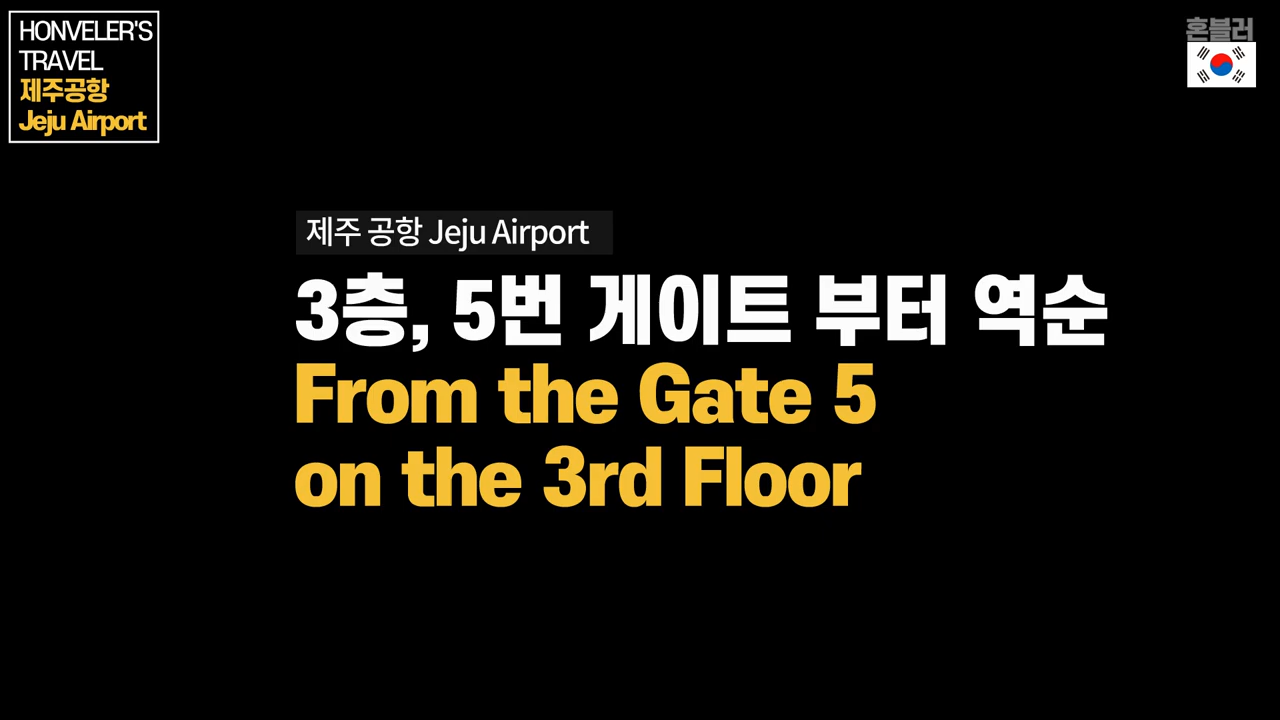 HONVELER'S
TRAVEL
제주공항
Jeju Airport
혼블러
제주 공항 Jeju Airport
3층, 5번 게이트 부터 역순
From the Gate 5
on the 3rd Floor